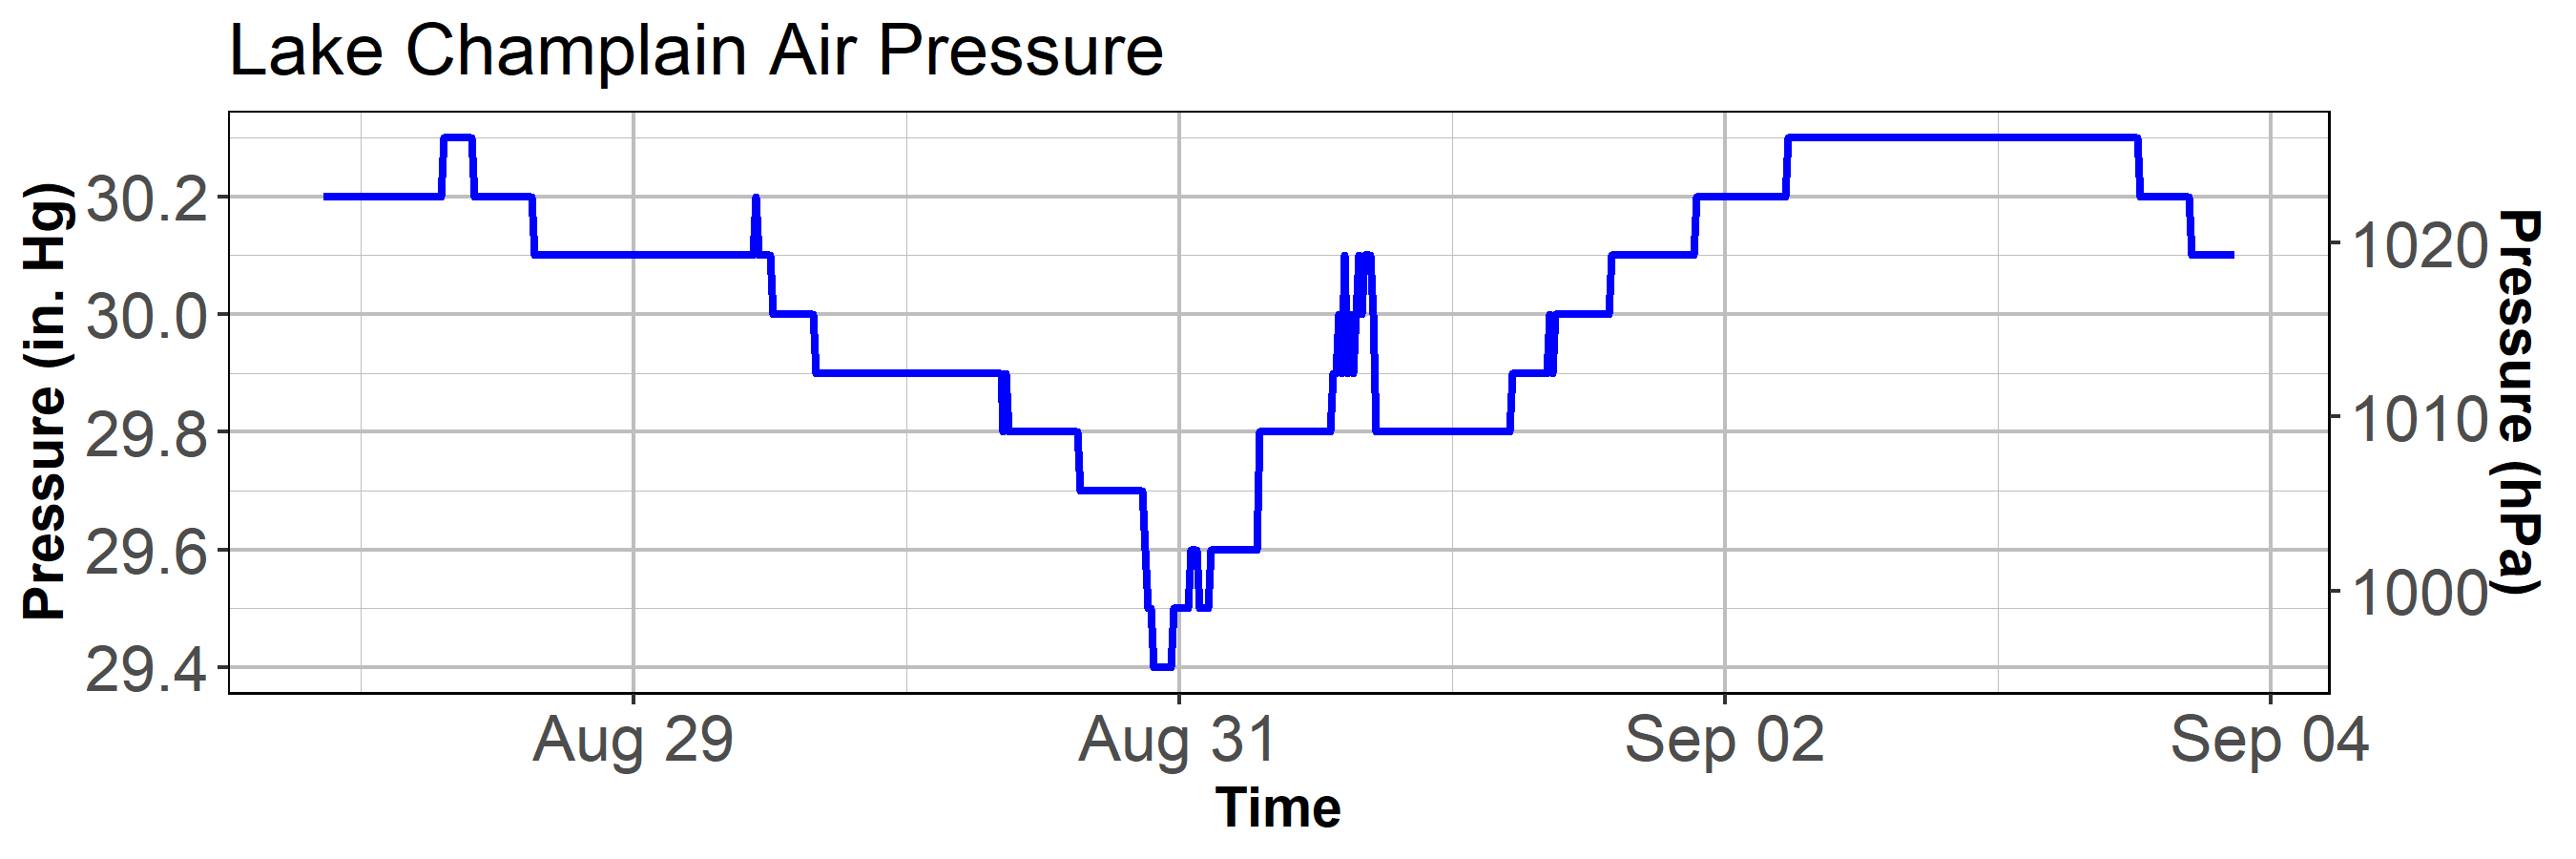 Lake Champlain Air Pressure
Pressure (in. Hg)
30.2
30.0
29.8
29.6
29.4
1020
1010
1000
Pressure (hPa)
Aug 29
Aug 31
Sep 02
Sep 04
Time